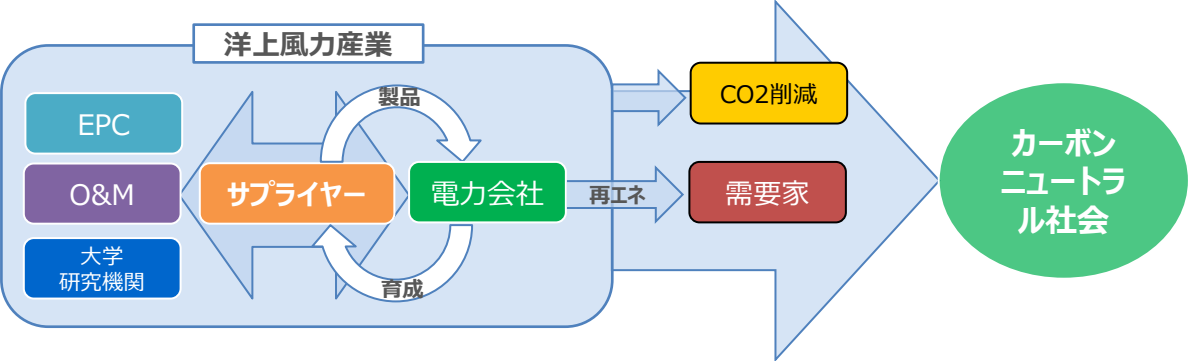 洋上風力産業
EPC
O&M
大学
研究機関
サプライヤー
製品
電力会社
育成
再エネ
CO2削減
需要家
カーボン
ニュートラ
ル社会